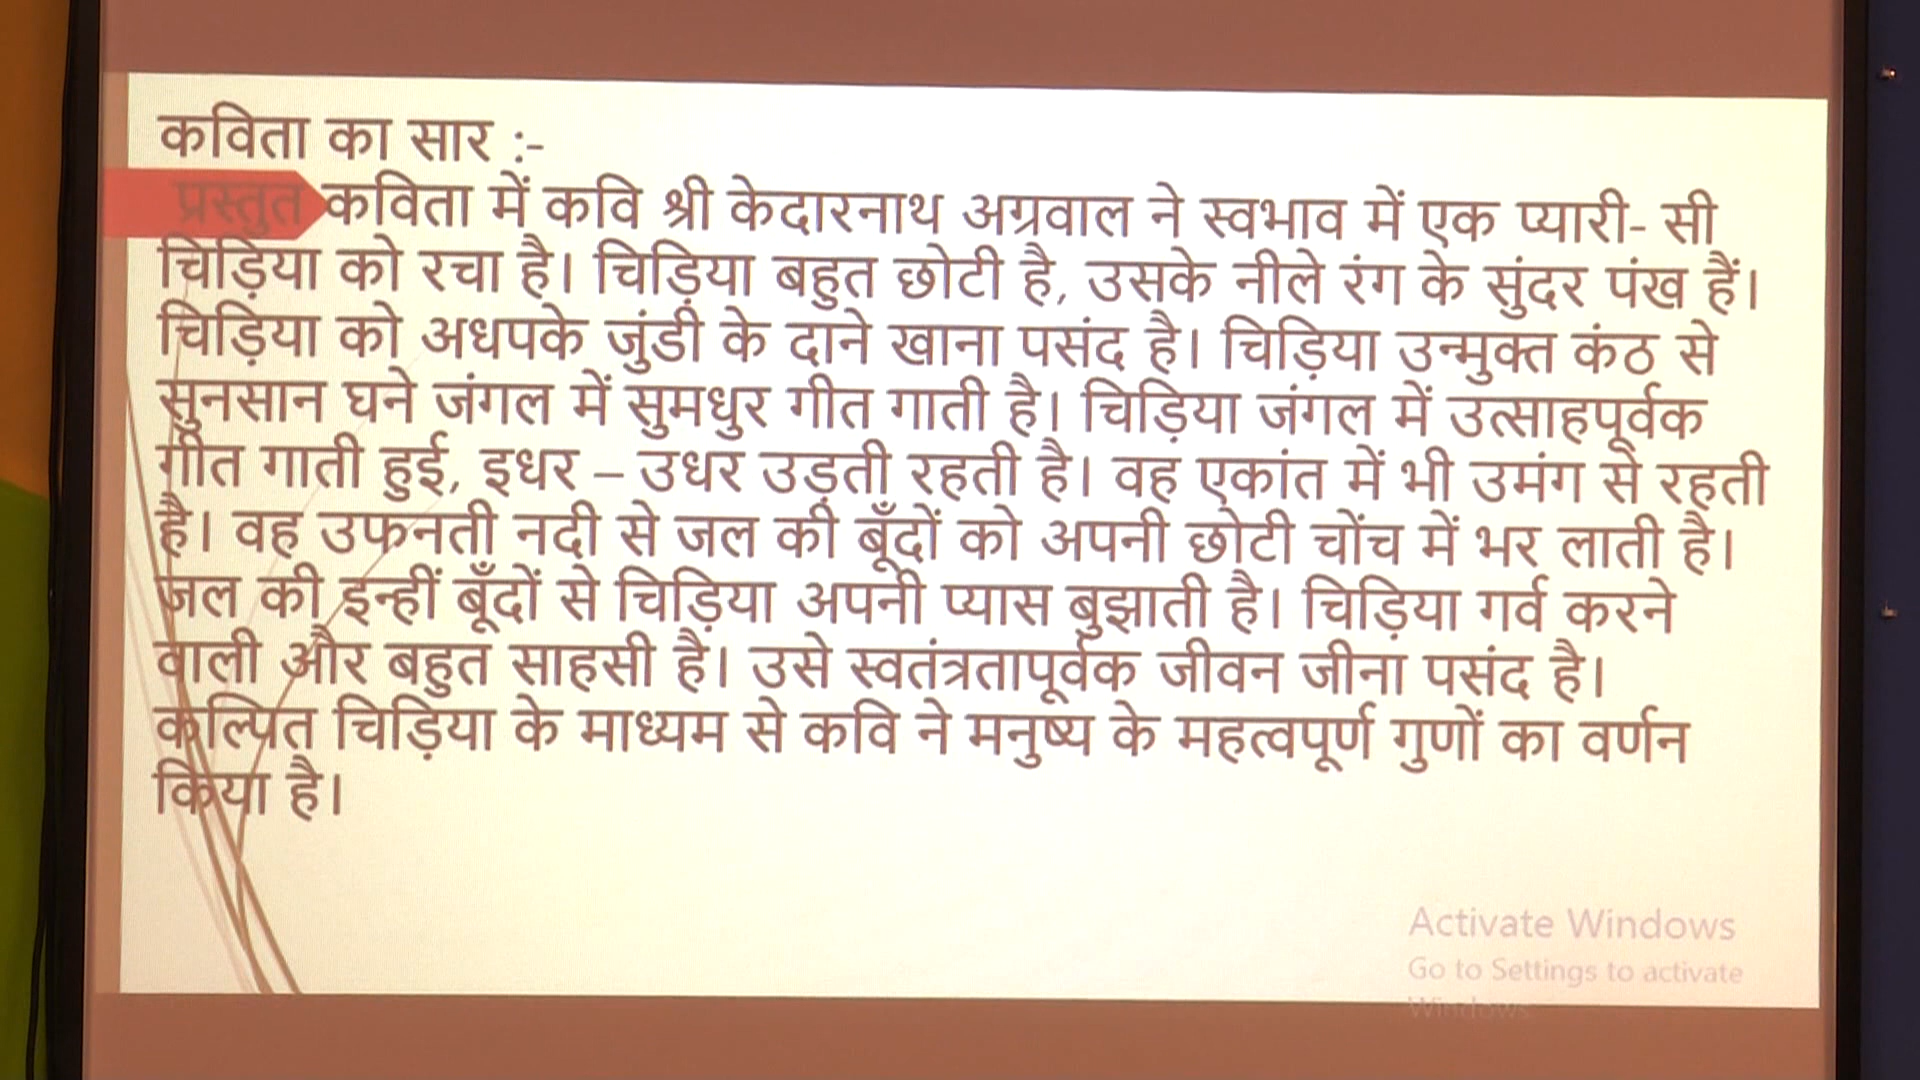 कविता का सार :-
प्रस्तुत कविता में कवि श्री केदारनाथ अग्रवाल ने स्वभाव में एक प्यारी- सी
चिड़िया को रचा है। चिड़िया बहुत छोटी है, उसके नीले रंग के सुंदर पंख हैं।
चिड़िया को अधपके जुंडी के दाने खाना पसंद है। चिड़िया उन्मुक्त कंठ से
सुनसान घने जंगल में सुमधुर गीत गाती है। चिड़िया जंगल में उत्साहपूर्वक
गीत गाती हुई, इधर – उधर उड़ती रहती है। वह एकांत में भी उमंग से रहती
है। वह उफनती नदी से जल की बूँदों को अपनी छोटी चोंच में भर लाती है।
जल की इन्हीं बूँदों से चिड़िया अपनी प्यास बुझाती है। चिड़िया गर्व करने
वाली और बहुत साहसी है। उसे स्वतंत्रतापूर्वक जीवन जीना पसंद है।
कल्पित चिड़िया के माध्यम से कवि ने मनुष्य के महत्वपूर्ण गुणों का वर्णन
किया है।
Activate Windows
Go to Settings to activate
Windows.